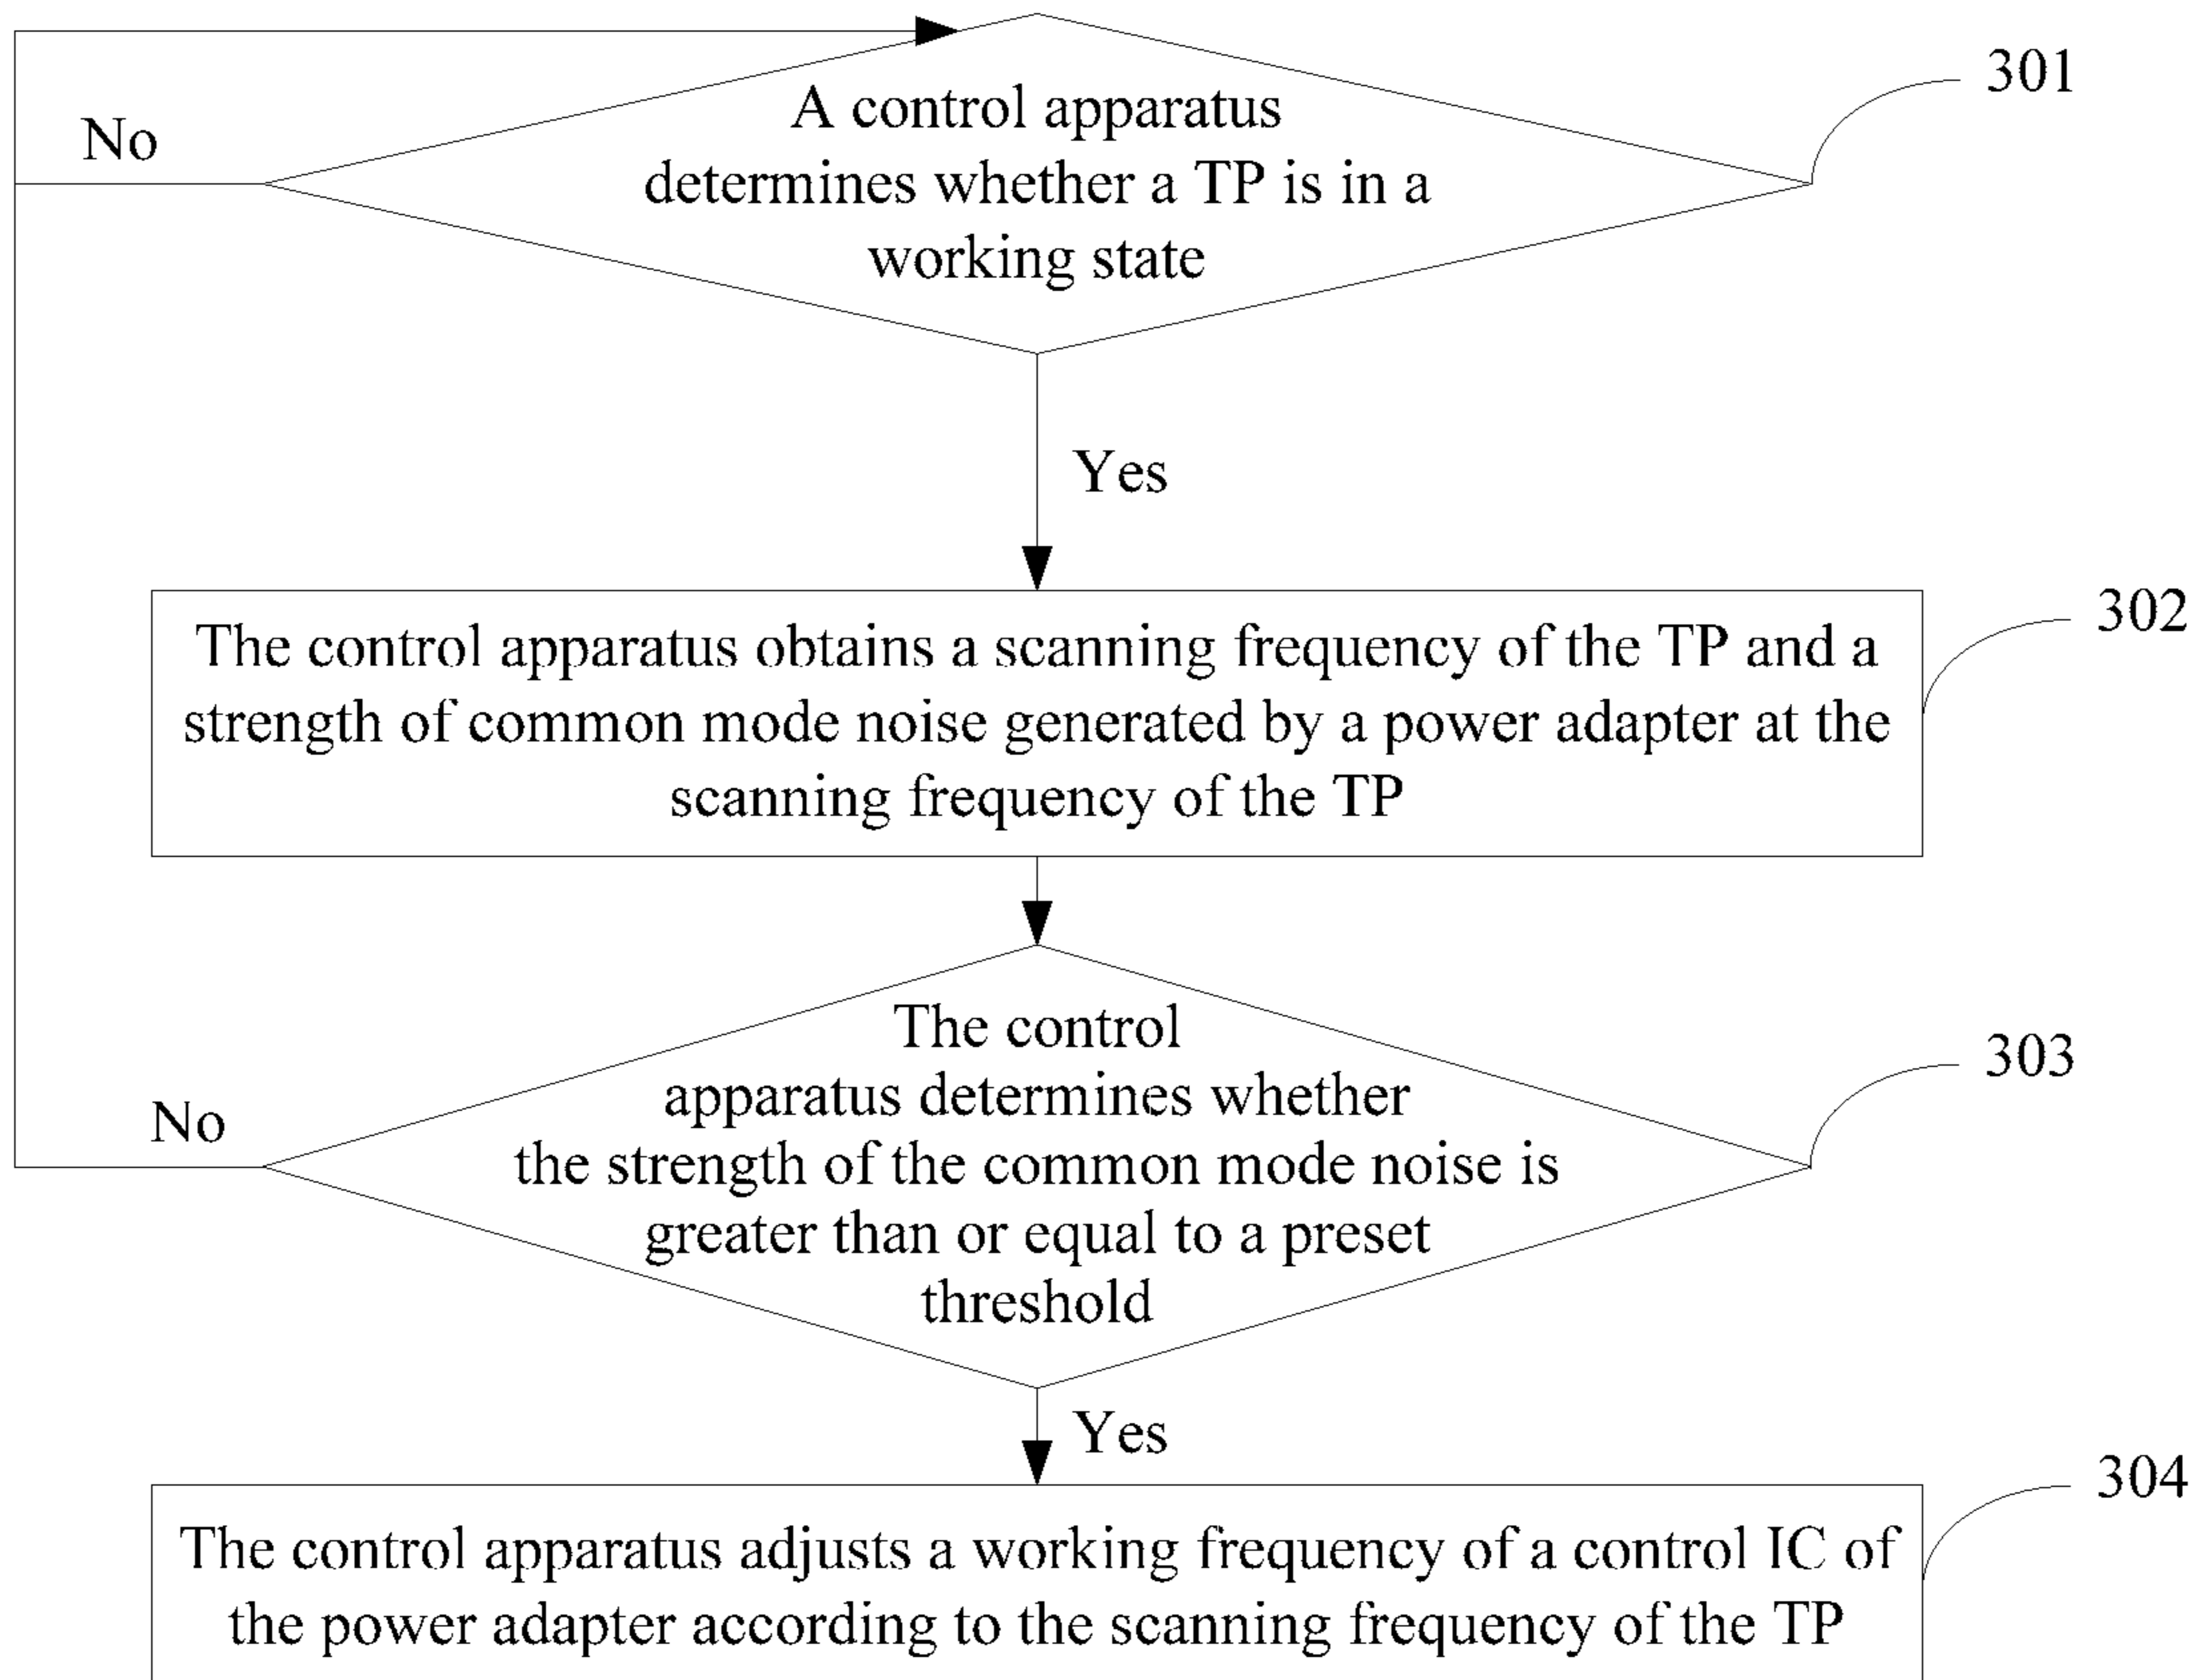 A control apparatus
determines whether a TP is in a
working state
301
No
Yes
The control apparatus obtains a scanning frequency of the TP and a
strength of common mode noise generated by a power adapter at the
scanning frequency of the TP
302
The control
apparatus determines whether
the strength of the common mode noise is
greater than or equal to a preset
threshold
303
No
Yes
The control apparatus adjusts a working frequency of a control IC of
the power adapter according to the scanning frequency of the TP
304